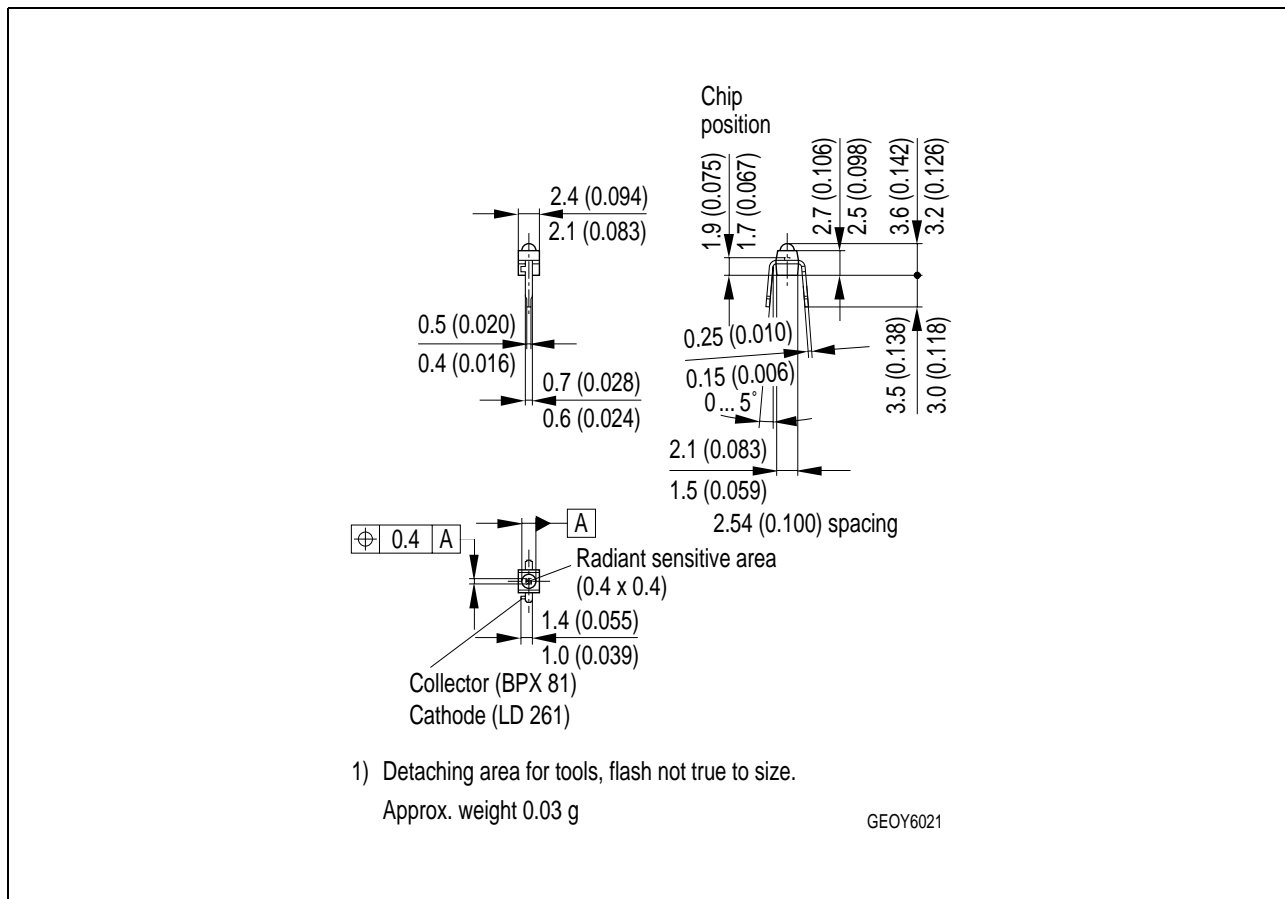 Chip
position
1.9 (0.075)
1.7 (0.067)
2.7 (0.106)
2.5 (0.098)
3.6 (0.142)
3.2 (0.126)
2.4 (0.094)
2.1 (0.083)
0.5 (0.020)
0.4 (0.016)
0.7 (0.028)
0.6 (0.024)
0.25 (0.010)
0.15 (0.006)
0 ... 5°
3.5 (0.138)
3.0 (0.118)
2.1 (0.083)
1.5 (0.059)
2.54 (0.100) spacing
A
0.4 A
Radiant sensitive area
(0.4 x 0.4)
1.4 (0.055)
1.0 (0.039)
Collector (BPX 81)
Cathode (LD 261)
1) Detaching area for tools, flash not true to size.
Approx. weight 0.03 g
GEOY6021